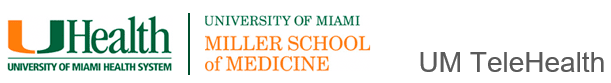 UHealth
UNIVERSITY OF MIAMI HEALTH SYSTEM
UNIVERSITY OF MIAMI
MILLER SCHOOL
of MEDICINE
UM TeleHealth